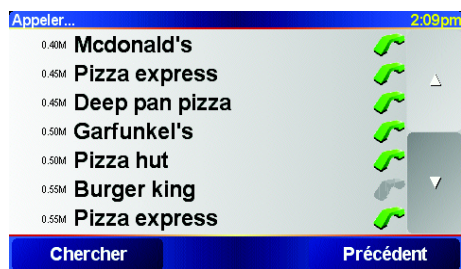 Appeler... 2:09pm
0.40M Mcdonald's
0.45M Pizza express
0.45M Deep pan pizza
0.50M Garfunkel's
0.50M Pizza hut
0.55M Burger king
0.55M Pizza express
Chercher Précédent